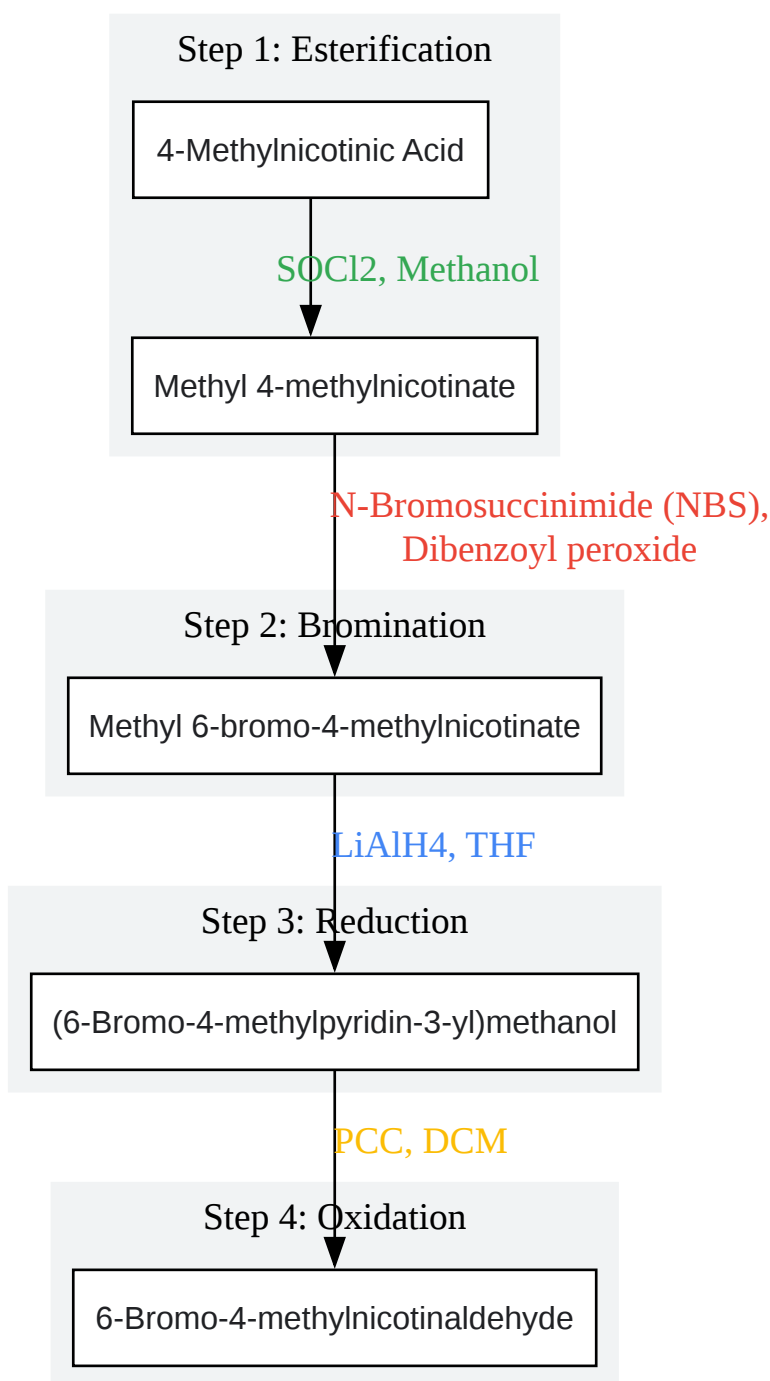 Step 1: Esterification
4-Methylnicotinic Acid
SOCl2, Methanol
Methyl 4-methylnicotinate
N-Bromosuccinimide (NBS),
Dibenzoyl peroxide
Step 2: Bromination
Methyl 6-bromo-4-methylnicotinate
LiAlH4, THF
Step 3: Reduction
(6-Bromo-4-methylpyridin-3-yl)methanol
PCC, DCM
Step 4: Oxidation
6-Bromo-4-methylnicotinaldehyde